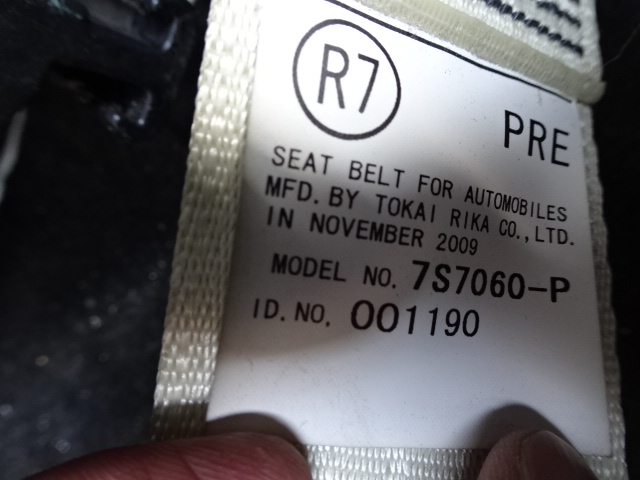 R7
PRE
SEAT BELT FOR AUTOMOBILES
MFD. BY TOKAI RIKA CO., LTD.
IN NOVEMBER 2009
MODEL NO. 7S7060-P
ID. NO. 001190